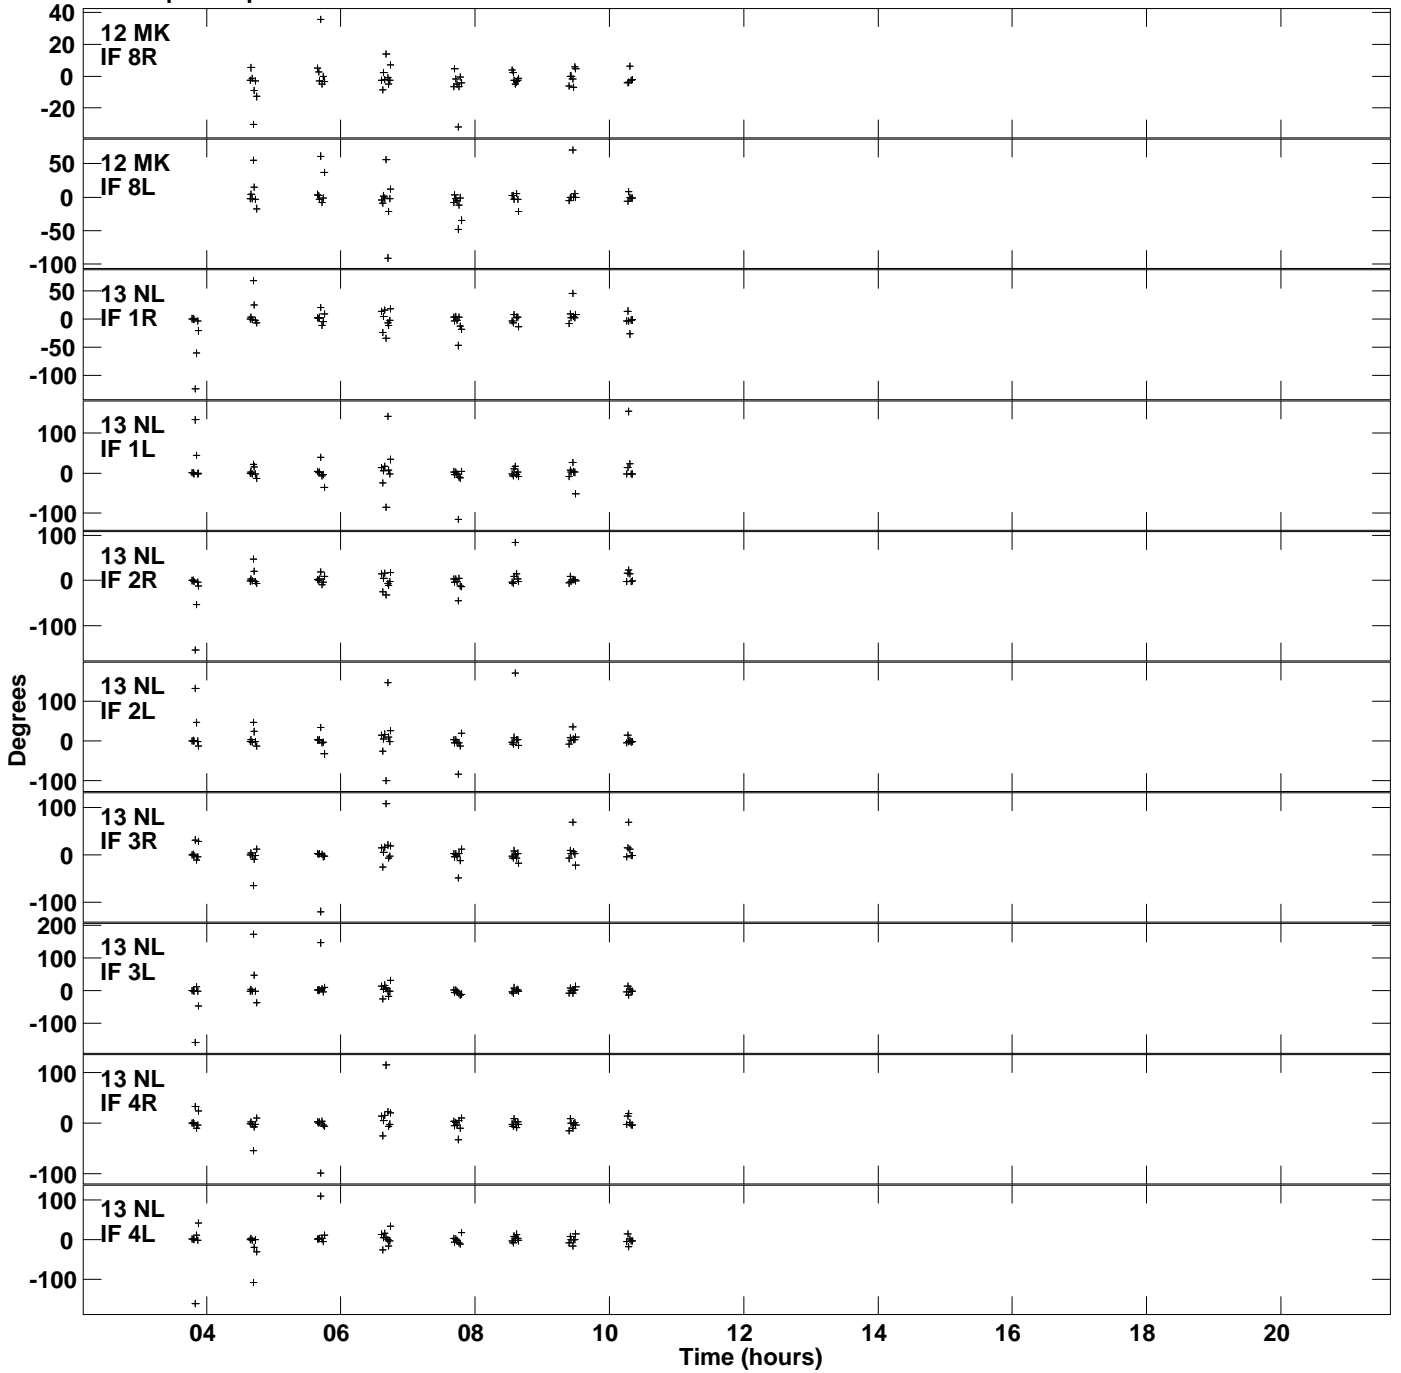 40
20
0
-20
12 MK
IF 8R
50
0
-50
-100
12 MK
IF 8L
50
0
-50
-100
13 NL
IF 1R
100
0
-100
13 NL
IF 1L
100
0
-100
13 NL
IF 2R
100
0
-100
13 NL
IF 2L
100
0
-100
13 NL
IF 3R
200
100
0
-100
13 NL
IF 3L
100
0
-100
13 NL
IF 4R
100
0
-100
13 NL
IF 4L
Degrees
04 06 08 10 12 14 16 18 20
Time (hours)